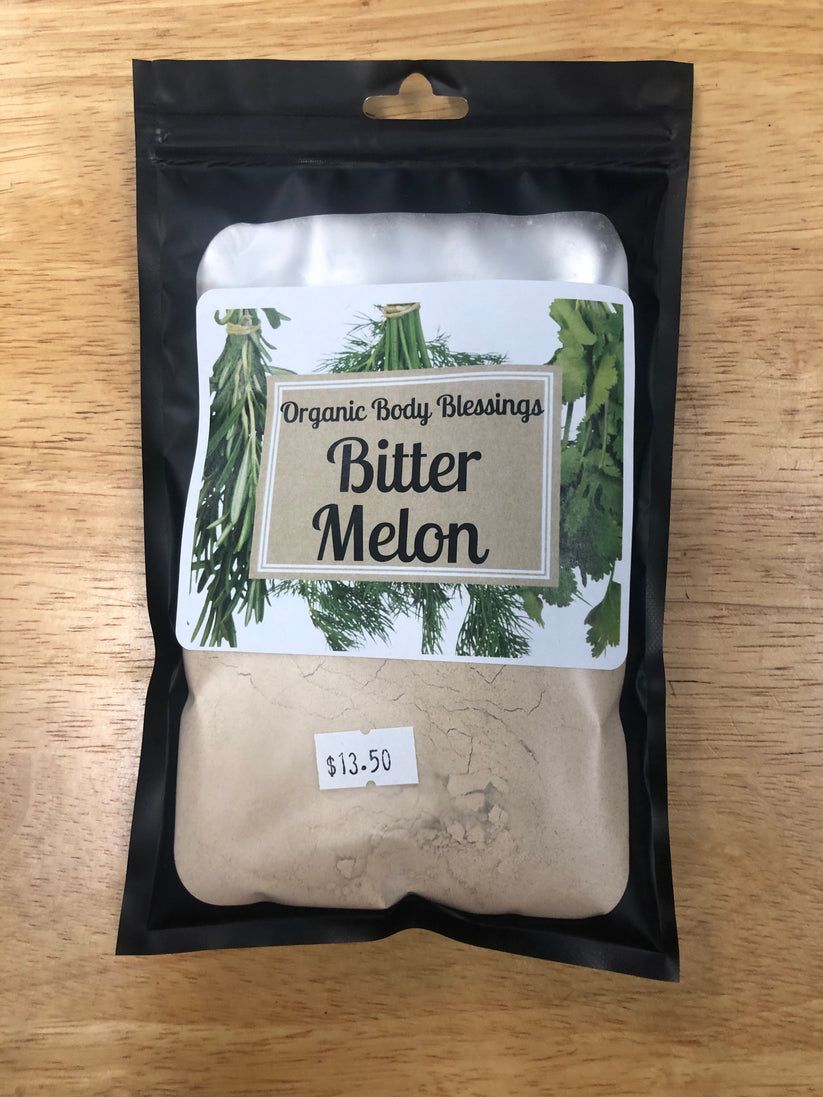 Organic Body Blessings
Bitter
Melon
$13.50